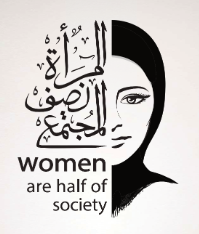 المرأة
نصف
المجتمع
women
are half of
society